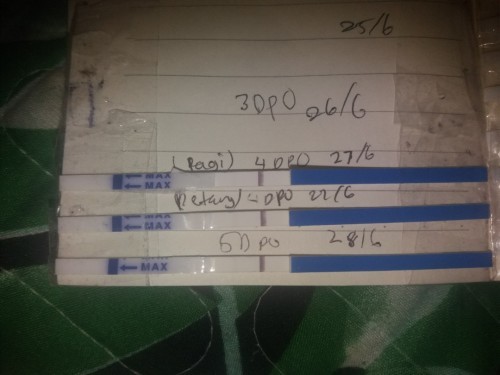 25/6
3DPO 26/6
(Pagi) 4DPO 27/6
MAX
MAX
(Petang) 4DPO 27/6
MAX
MAX
5DPO 28/6
MAX